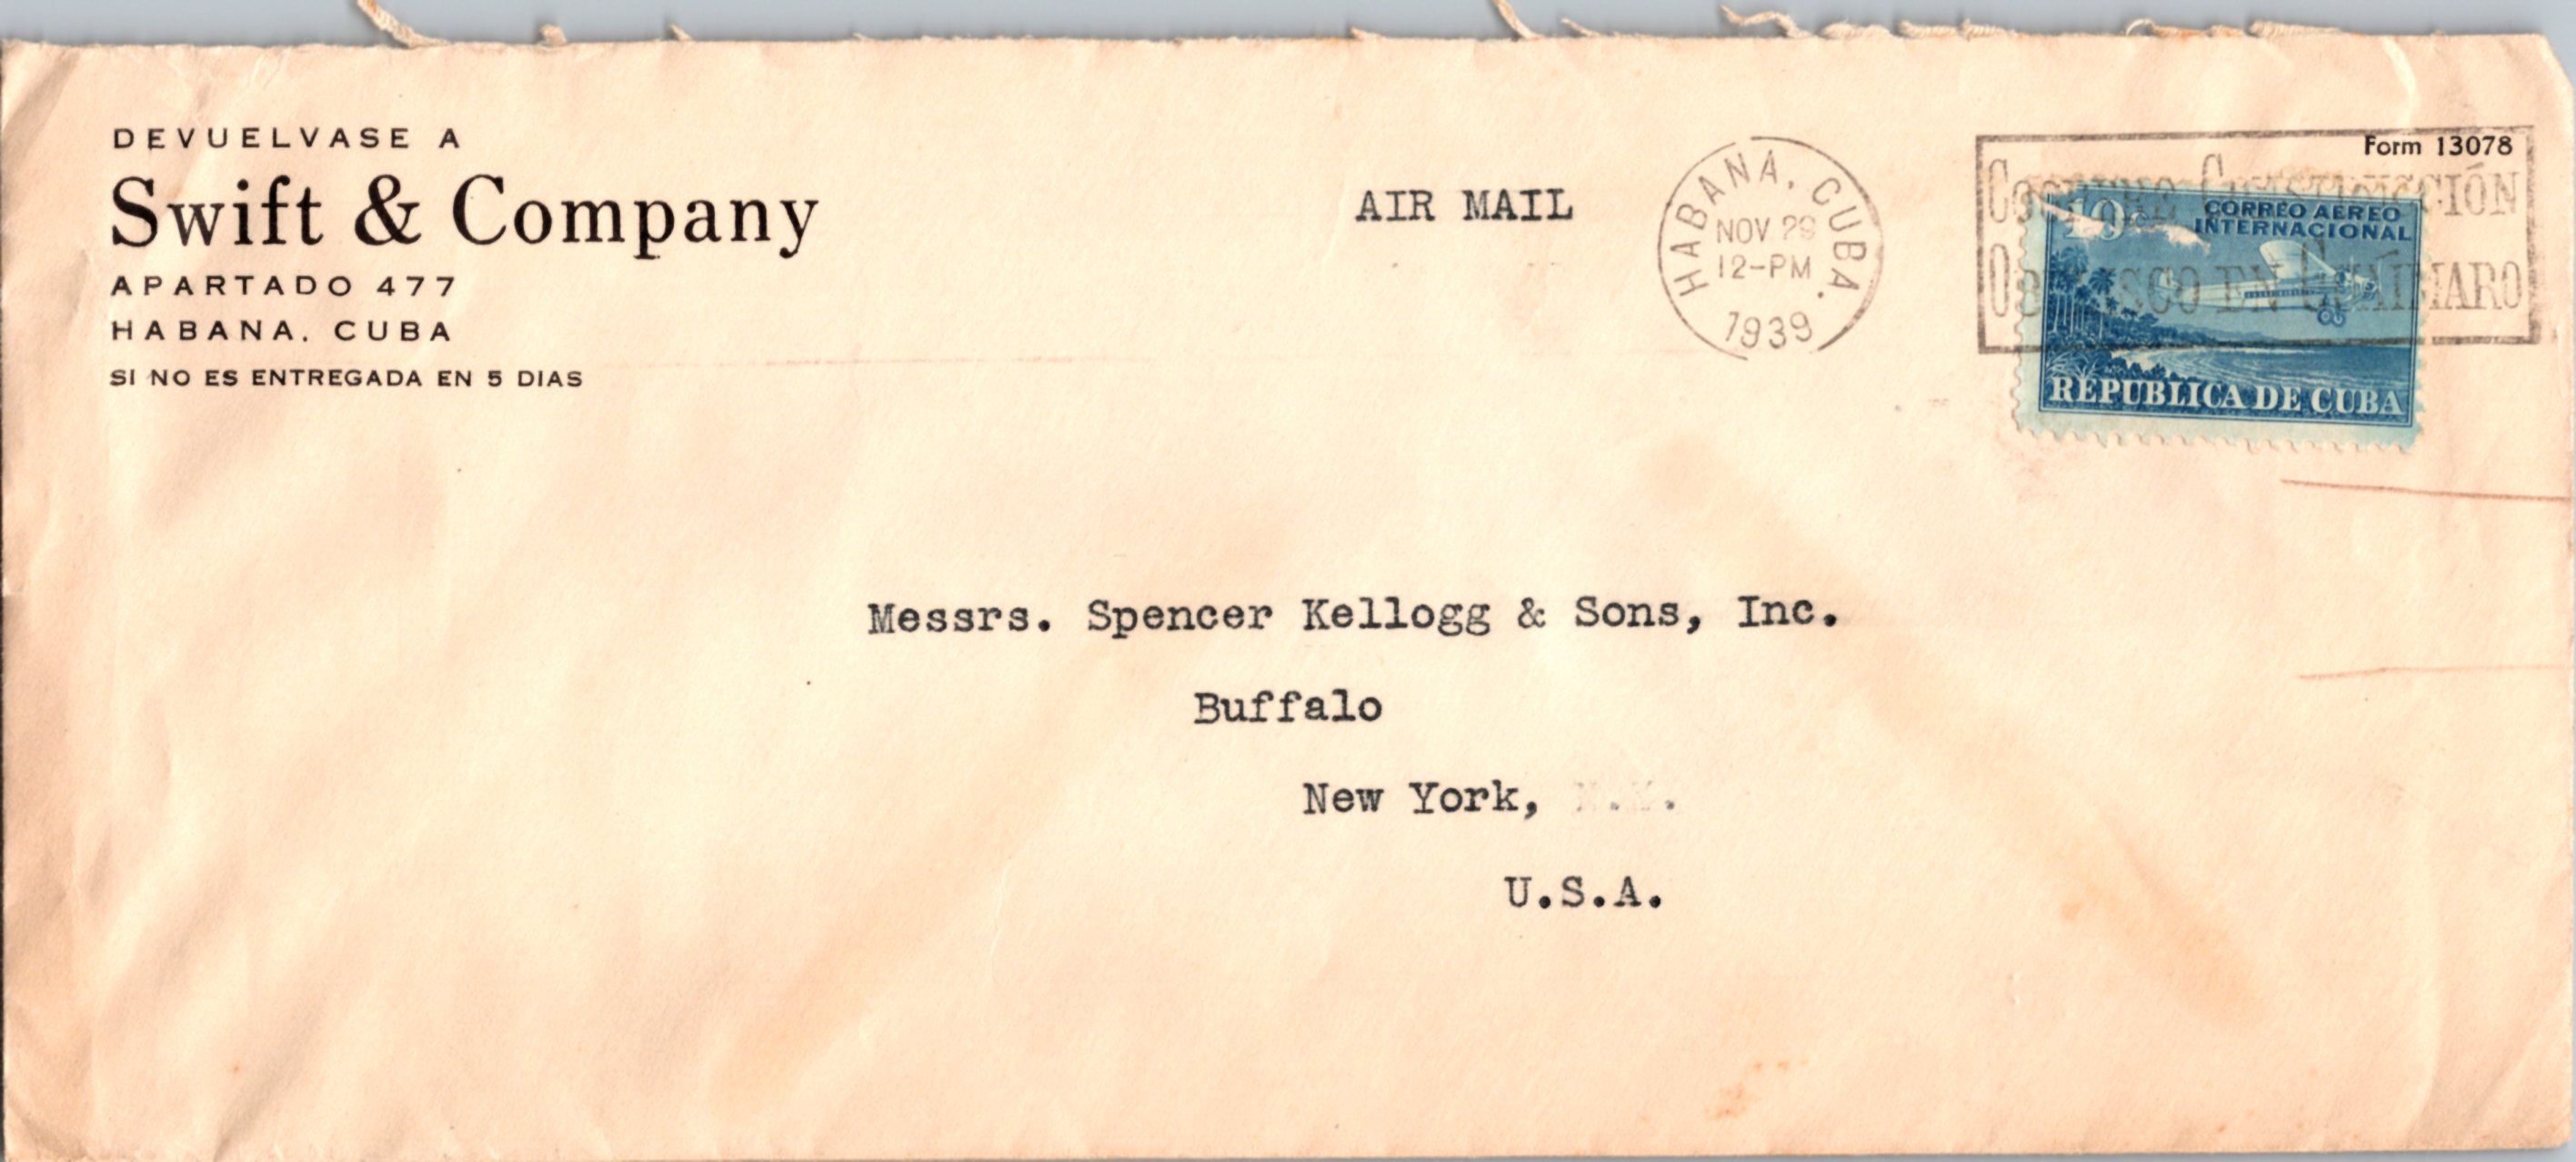 DEVUELVASE A
Swift & Company
APARTADO 477
HABANA, CUBA
SI NO ES ENTREGADA EN 5 DIAS
AIR MAIL
HABANA, CUBA.
NOV 29
12-PM
1939
Form 13078
10¢
CORREO AEREO
INTERNACIONAL
EN
REPUBLICA DE CUBA
Messrs. Spencer Kellogg & Sons, Inc.
Buffalo
New York,
U.S.A.